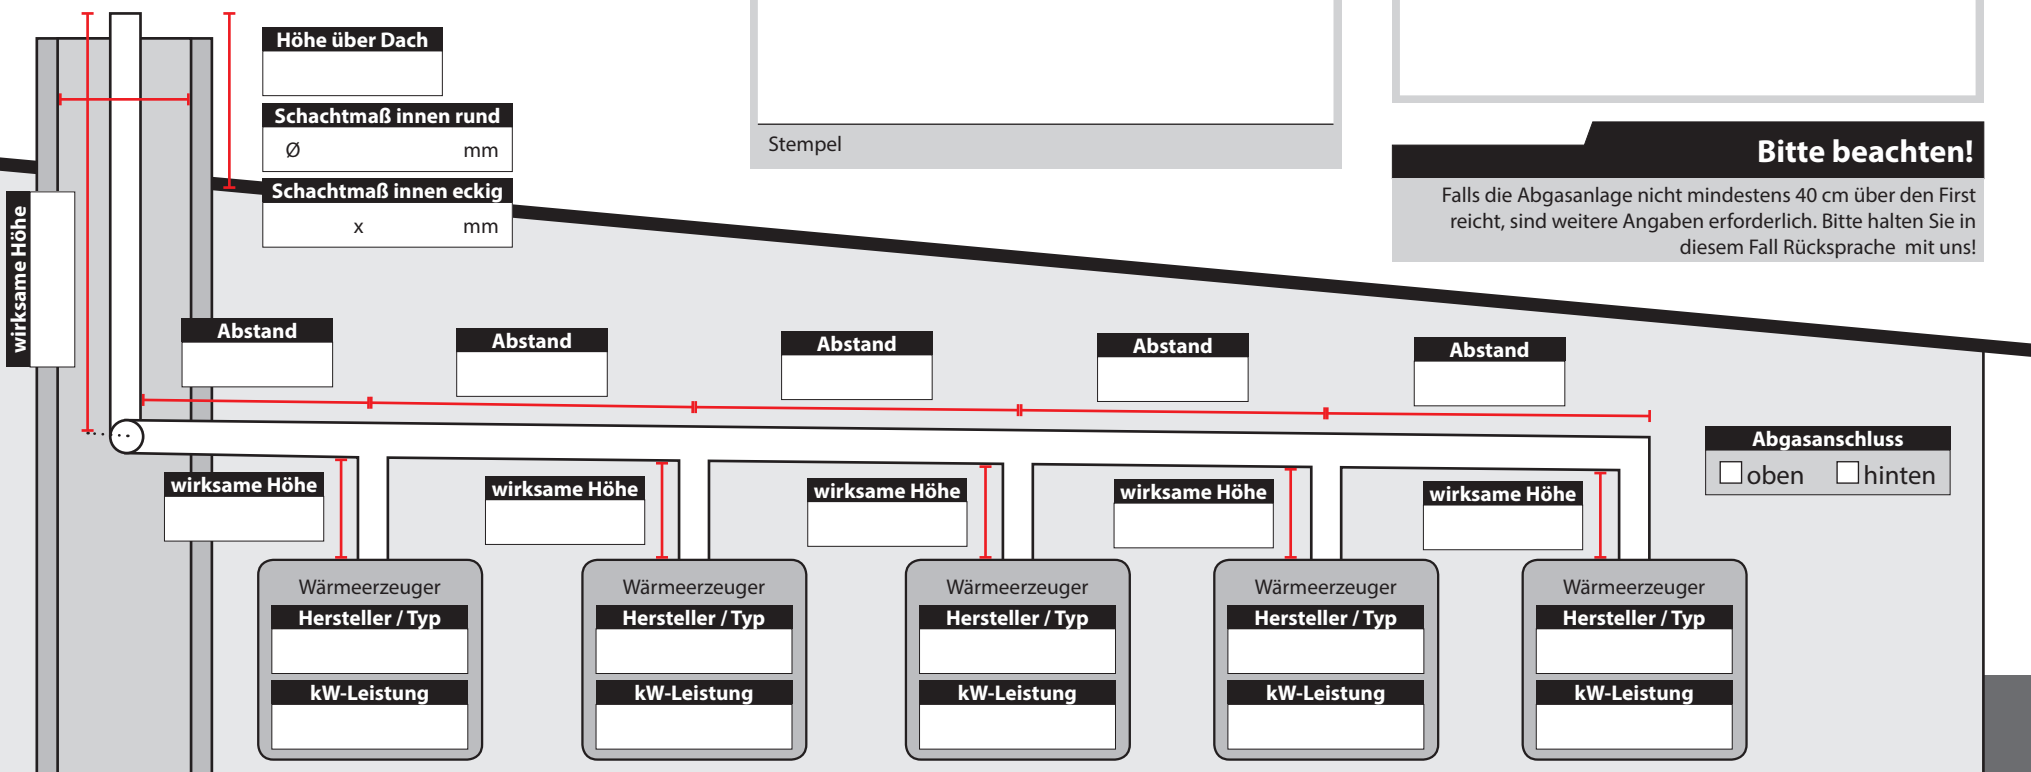 Höhe über Dach
Schachtmaß innen rund
Ø mm
Schachtmaß innen eckig
x mm
Stempel
Bitte beachten!
Falls die Abgasanlage nicht mindestens 40 cm über den First
reicht, sind weitere Angaben erforderlich. Bitte halten Sie in
diesem Fall Rücksprache mit uns!
wirksame Höhe
Abstand
Abstand
Abstand
Abstand
Abstand
Abgasanschluss
oben hinten
wirksame Höhe
wirksame Höhe
wirksame Höhe
wirksame Höhe
wirksame Höhe
Wärmeerzeuger
Hersteller / Typ
kW-Leistung
Wärmeerzeuger
Hersteller / Typ
kW-Leistung
Wärmeerzeuger
Hersteller / Typ
kW-Leistung
Wärmeerzeuger
Hersteller / Typ
kW-Leistung
Wärmeerzeuger
Hersteller / Typ
kW-Leistung